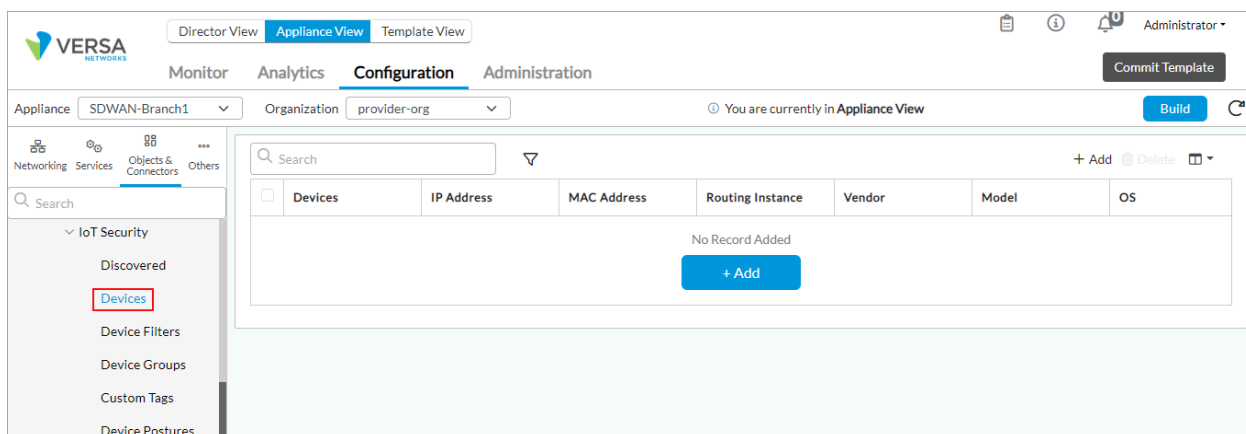 VERSA
NETWORKS
Director View Appliance View Template View
0
Administrator
Monitor Analytics Configuration Administration
Commit Template
Appliance SDWAN-Branch1 Organization provider-org You are currently in Appliance View Build
Networking Services Objects & Connectors Others
Search
+ Add Delete
Search
Devices IP Address MAC Address Routing Instance Vendor Model OS
IoT Security
No Record Added
Discovered
+ Add
Devices
Device Filters
Device Groups
Custom Tags
Device Postures